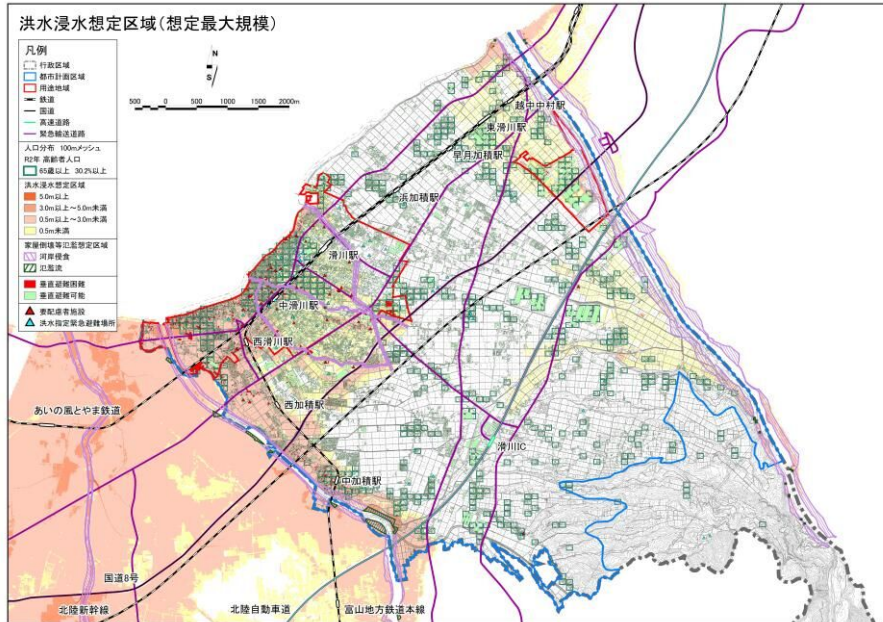 洪水浸水想定区域(想定最大規模)
凡例
行政区域
都市計画区域
用途地域
鉄道
国道
高速道路
緊急輸送道路
人口分布 100mメッシュ
R2年 高齢者人口
65歳以上 30.2%以上
洪水浸水想定区域
5.0m以上
3.0m以上～5.0m未満
0.5m以上～3.0m未満
0.5m未満
家屋倒壊等氾濫想定区域
河岸侵食
氾濫流
垂直避難困難
垂直避難可能
要配慮者施設
洪水指定緊急避難場所
N
S
500 0 500 1000 2000m
越中中村駅
東滑川駅
早月加積駅
浜加積駅
滑川駅
中滑川駅
西滑川駅
西加積駅
あいの風とやま鉄道
滑川IC
中加積駅
国道8号
北陸新幹線
北陸自動車道
富山地方鉄道本線